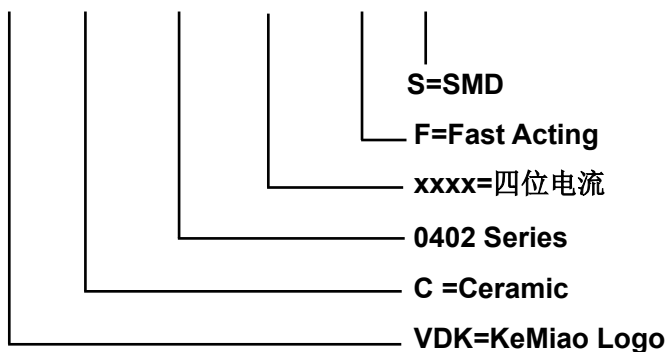 S=SMD
F=Fast Acting
xxxx=四位电流
0402 Series
C =Ceramic
VDK=KeMiao Logo